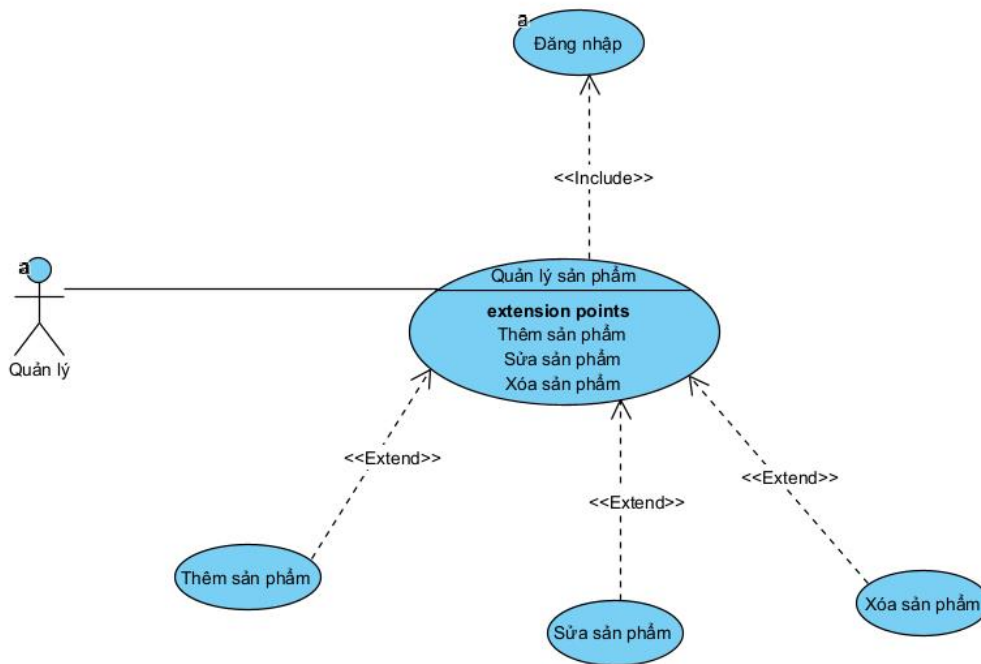 a
Đăng nhập
<<Include>>
a
Quản lý
Quản lý sản phẩm
extension points
Thêm sản phẩm
Sửa sản phẩm
Xóa sản phẩm
<<Extend>>
<<Extend>>
<<Extend>>
Thêm sản phẩm
Sửa sản phẩm
Xóa sản phẩm